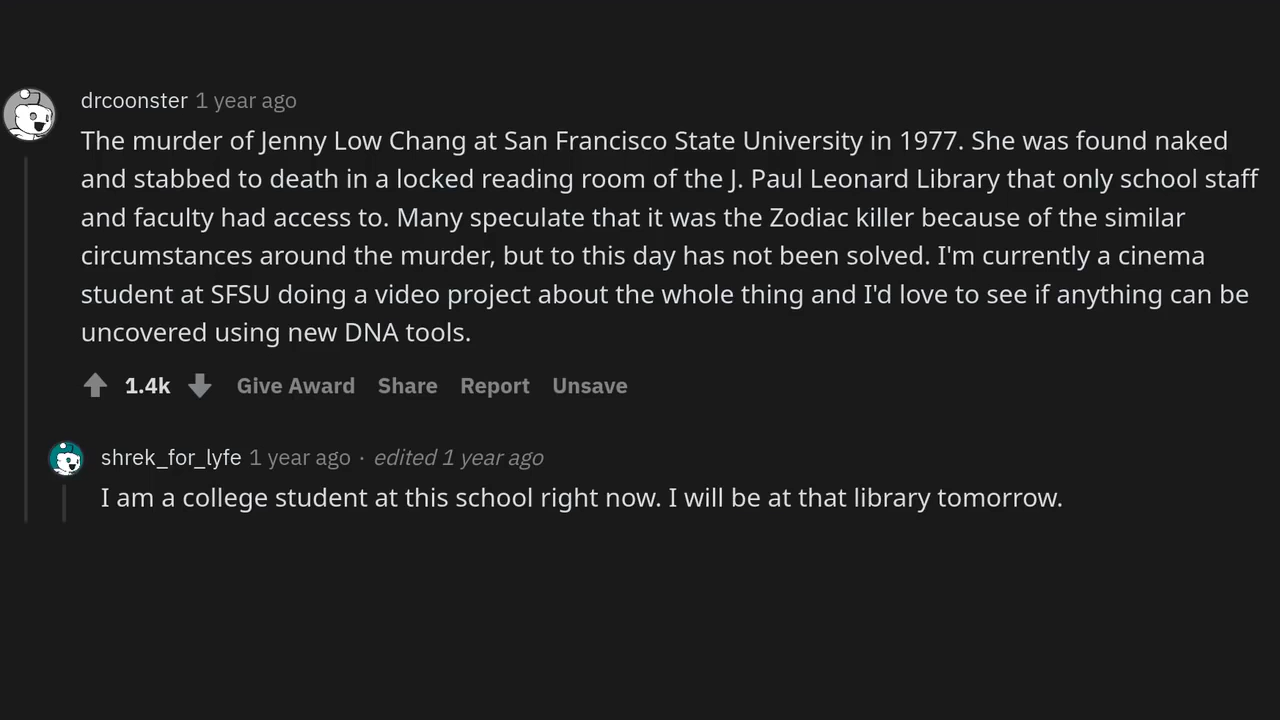 drcoonster 1 year ago
The murder of Jenny Low Chang at San Francisco State University in 1977. She was found naked
and stabbed to death in a locked reading room of the J. Paul Leonard Library that only school staff
and faculty had access to. Many speculate that it was the Zodiac killer because of the similar
circumstances around the murder, but to this day has not been solved. I'm currently a cinema
student at SFSU doing a video project about the whole thing and I'd love to see if anything can be
uncovered using new DNA tools.
1.4k Give Award Share Report Unsave
shrek_for_lyfe 1 year ago · edited 1 year ago
I am a college student at this school right now. I will be at that library tomorrow.